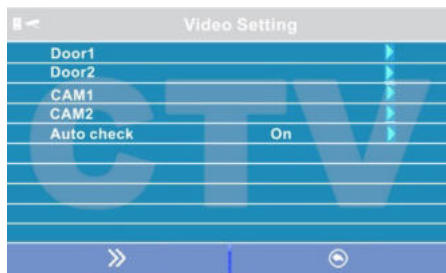 Video Setting
Door1
Door2
CAM1
CAM2
Auto check On
CTV